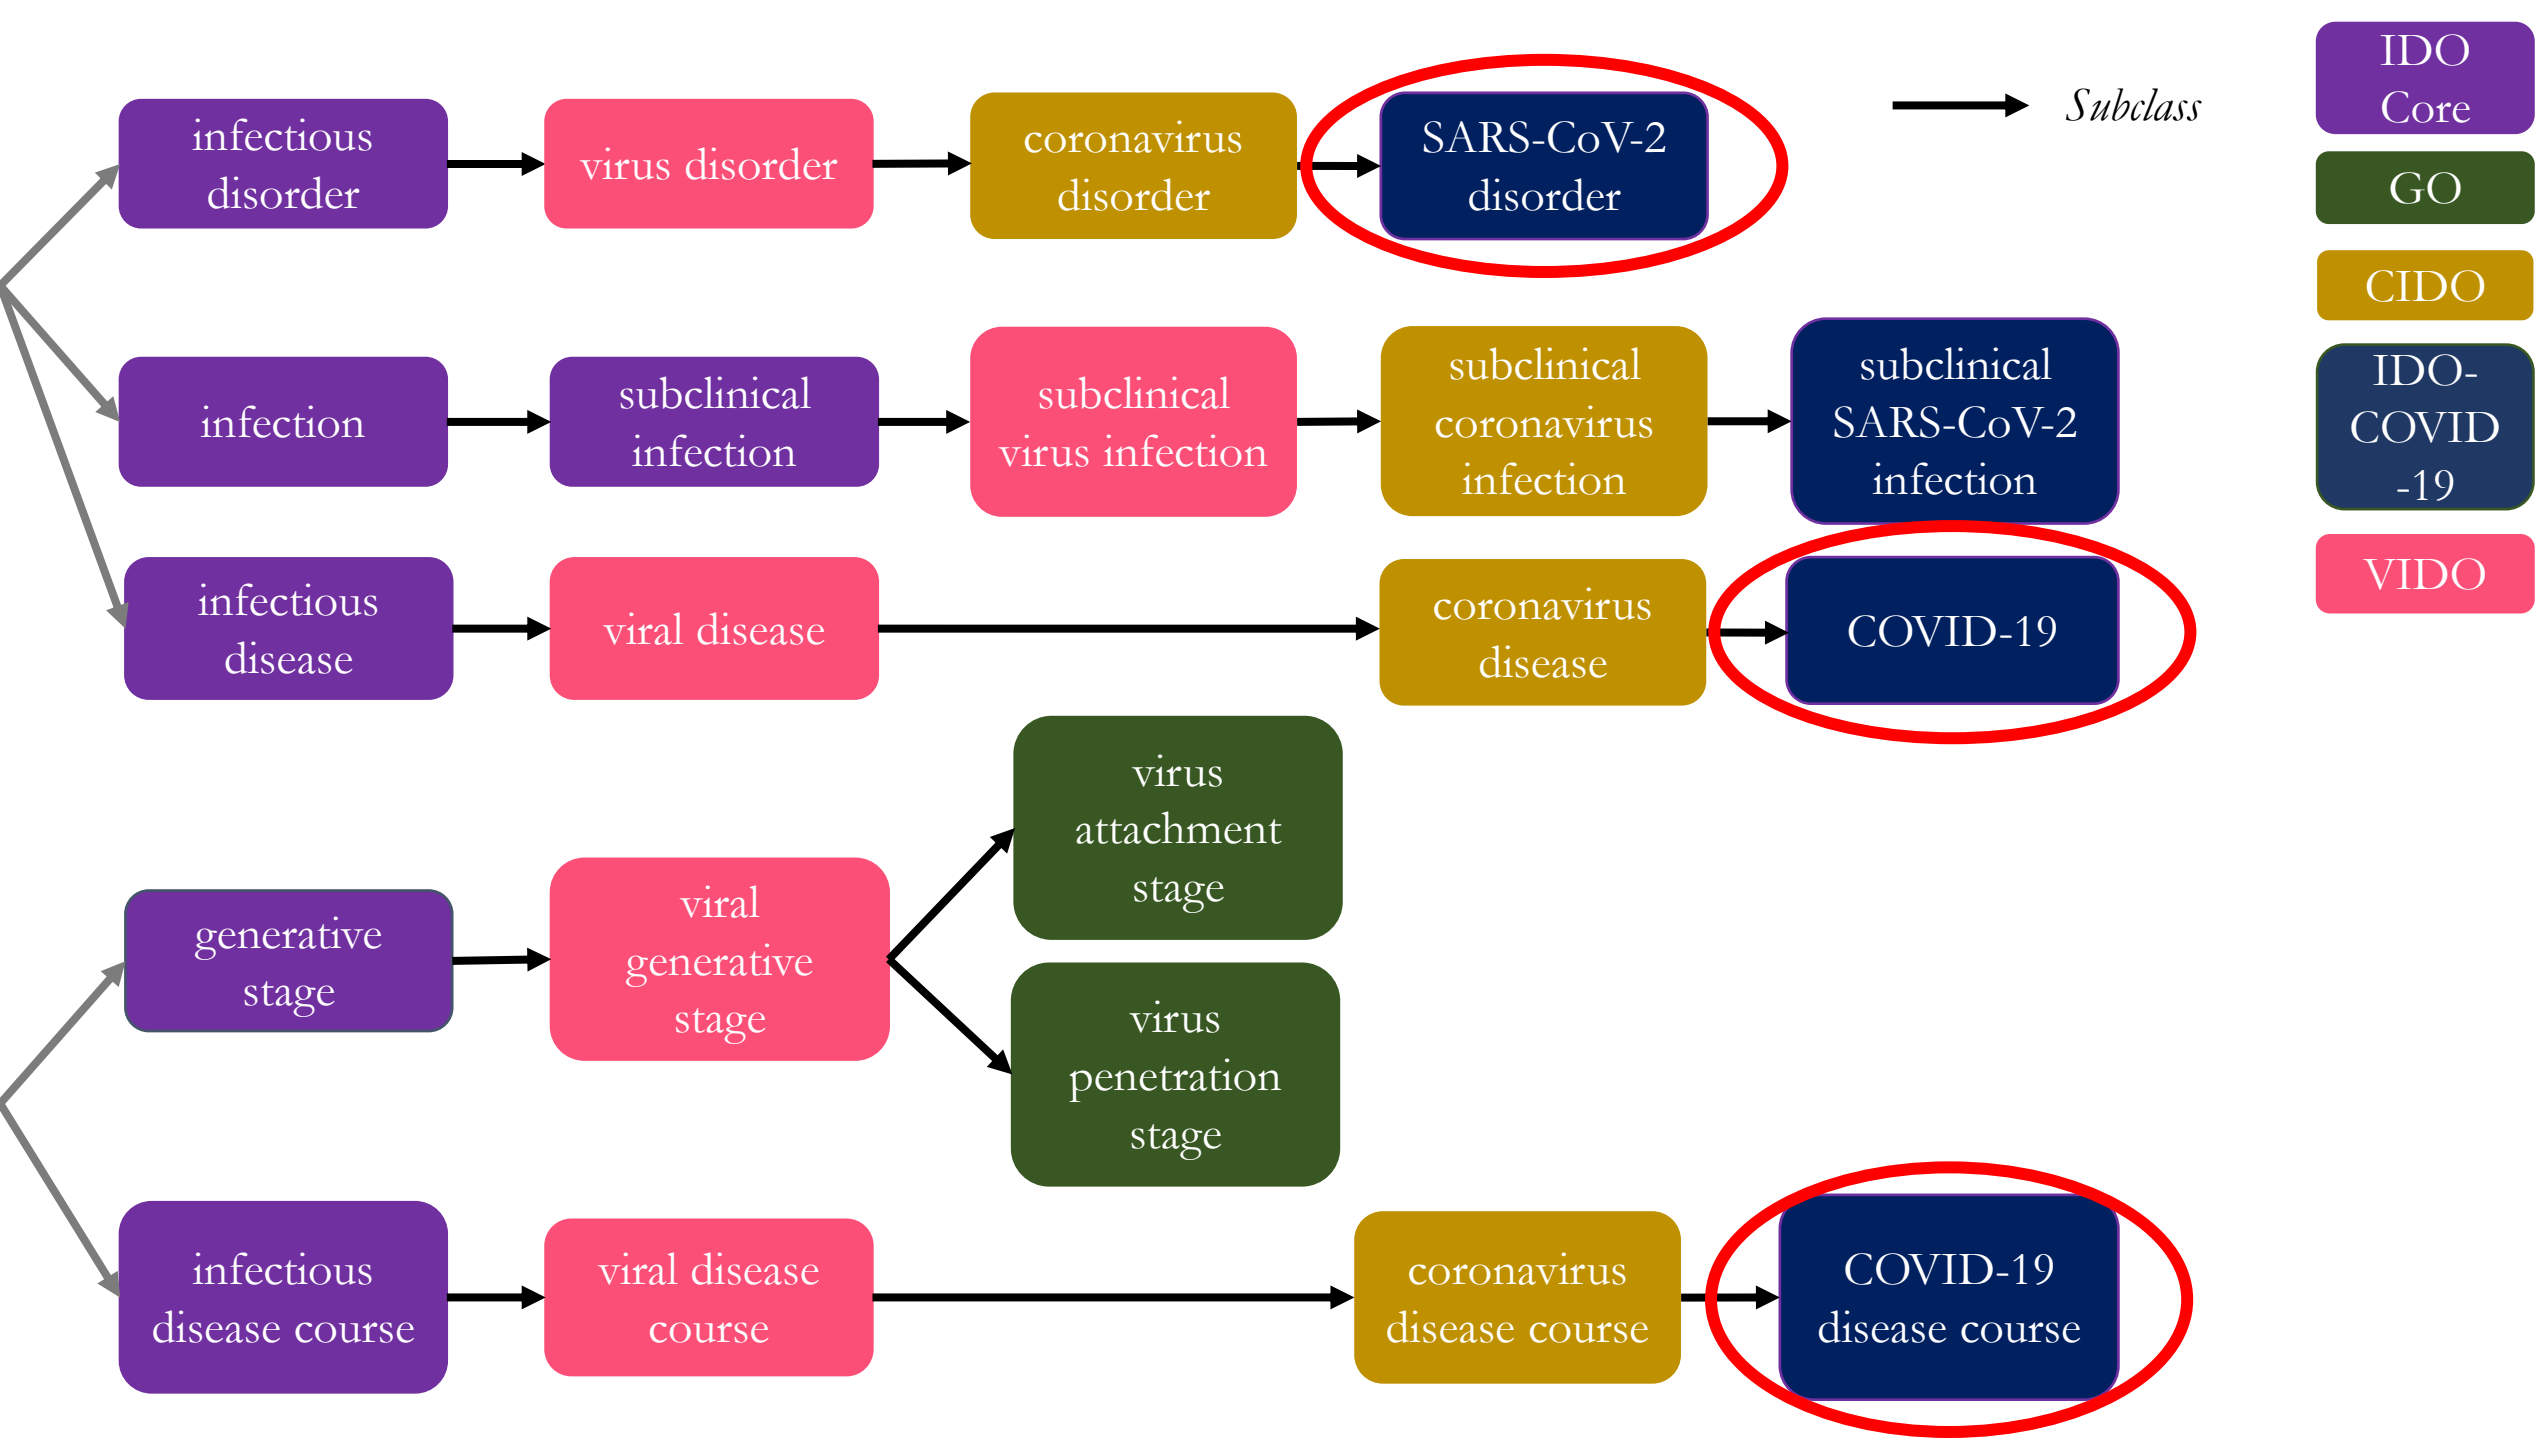 infectious
disorder
virus disorder
coronavirus
disorder
SARS-CoV-2
disorder
Subclass
IDO
Core
GO
CIDO
IDO-
COVID
-19
VIDO
infection
subclinical
infection
subclinical
virus infection
subclinical
coronavirus
infection
subclinical
SARS-CoV-2
infection
infectious
disease
viral disease
coronavirus
disease
COVID-19
generative
stage
viral
generative
stage
virus
attachment
stage
virus
penetration
stage
infectious
disease course
viral disease
course
coronavirus
disease course
COVID-19
disease course